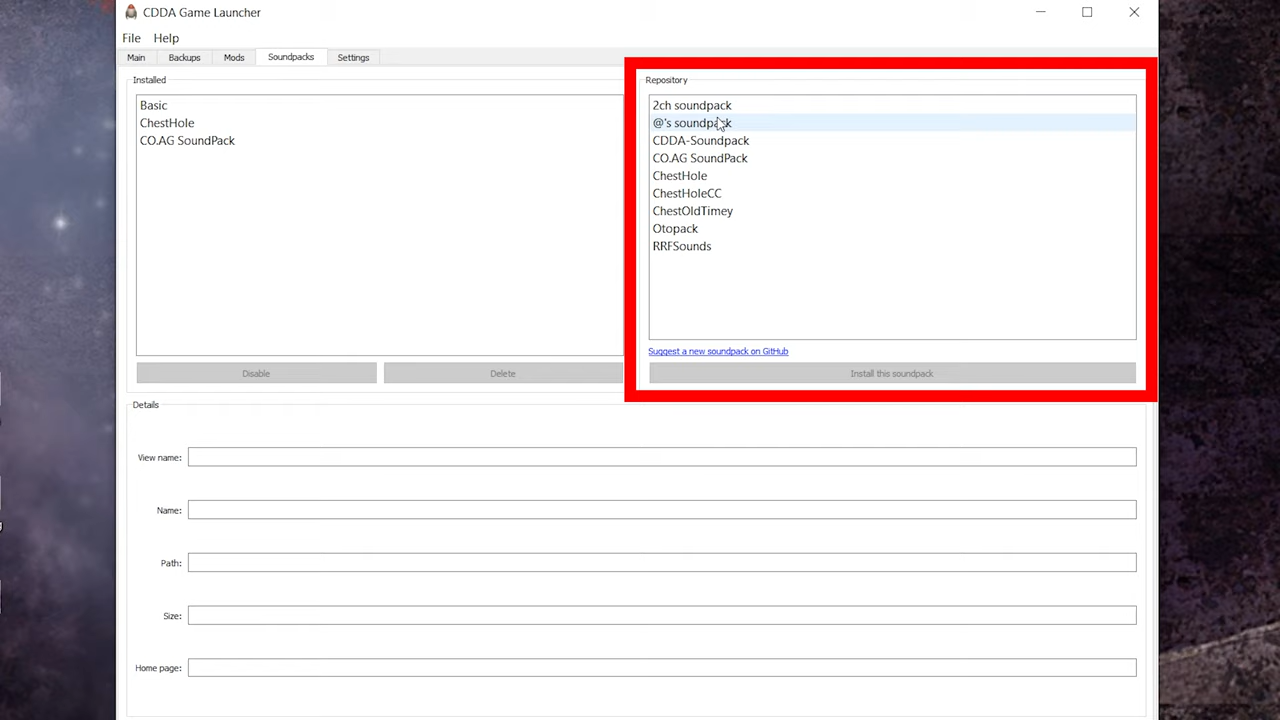 CDDA Game Launcher
File Help
Main Backups Mods Soundpacks Settings
Installed
Basic
ChestHole
CO.AG SoundPack
Disable Delete
Repository
2ch soundpack
@'s soundpack
CDDA-Soundpack
CO.AG SoundPack
ChestHole
ChestHoleCC
ChestOldTimey
Otopack
RRFSounds
Suggest a new soundpack on GitHub
Install this soundpack
Details
View name:
Name:
Path:
Size:
Home page: